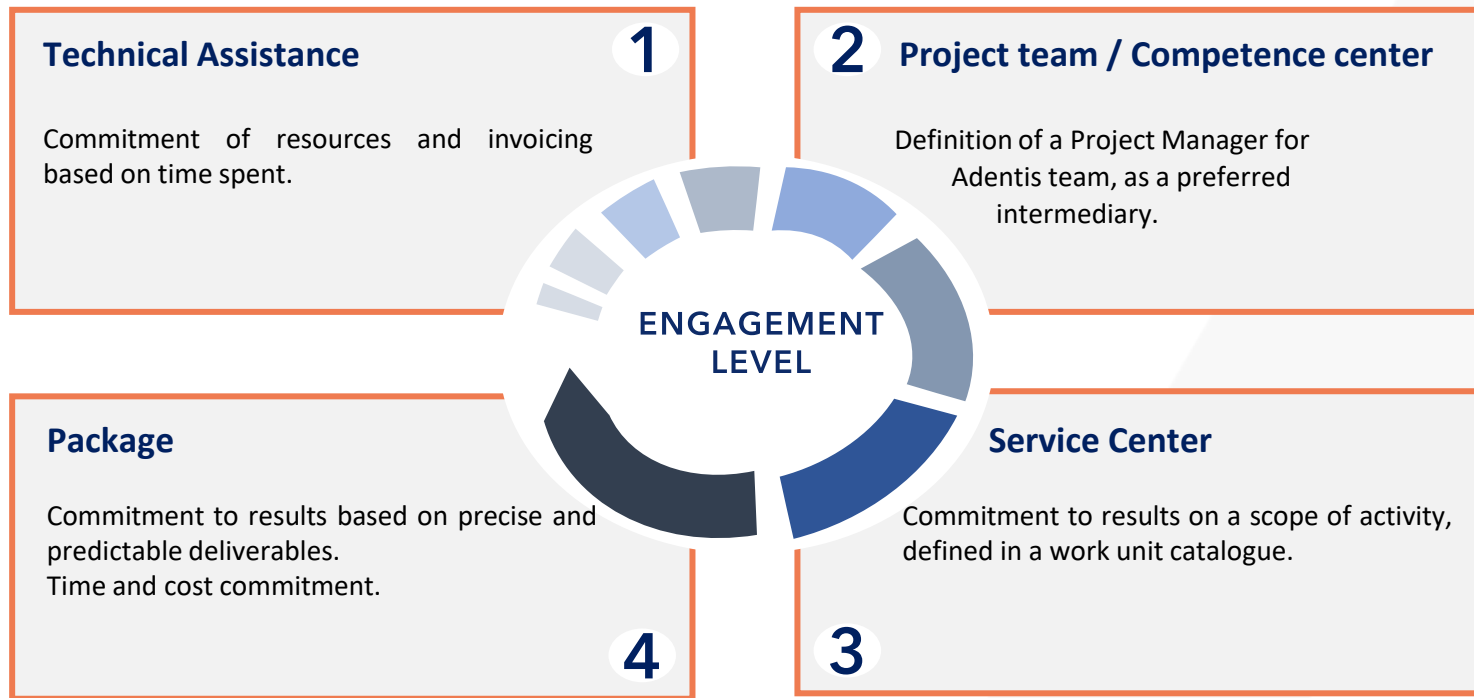 Technical Assistance
1
Commitment of resources and invoicing
based on time spent.
2
Project team / Competence center
Definition of a Project Manager for
Adentis team, as a preferred
intermediary.
ENGAGEMENT
LEVEL
Package
Commitment to results based on precise and
predictable deliverables.
Time and cost commitment.
4
Service Center
Commitment to results on a scope of activity,
defined in a work unit catalogue.
3